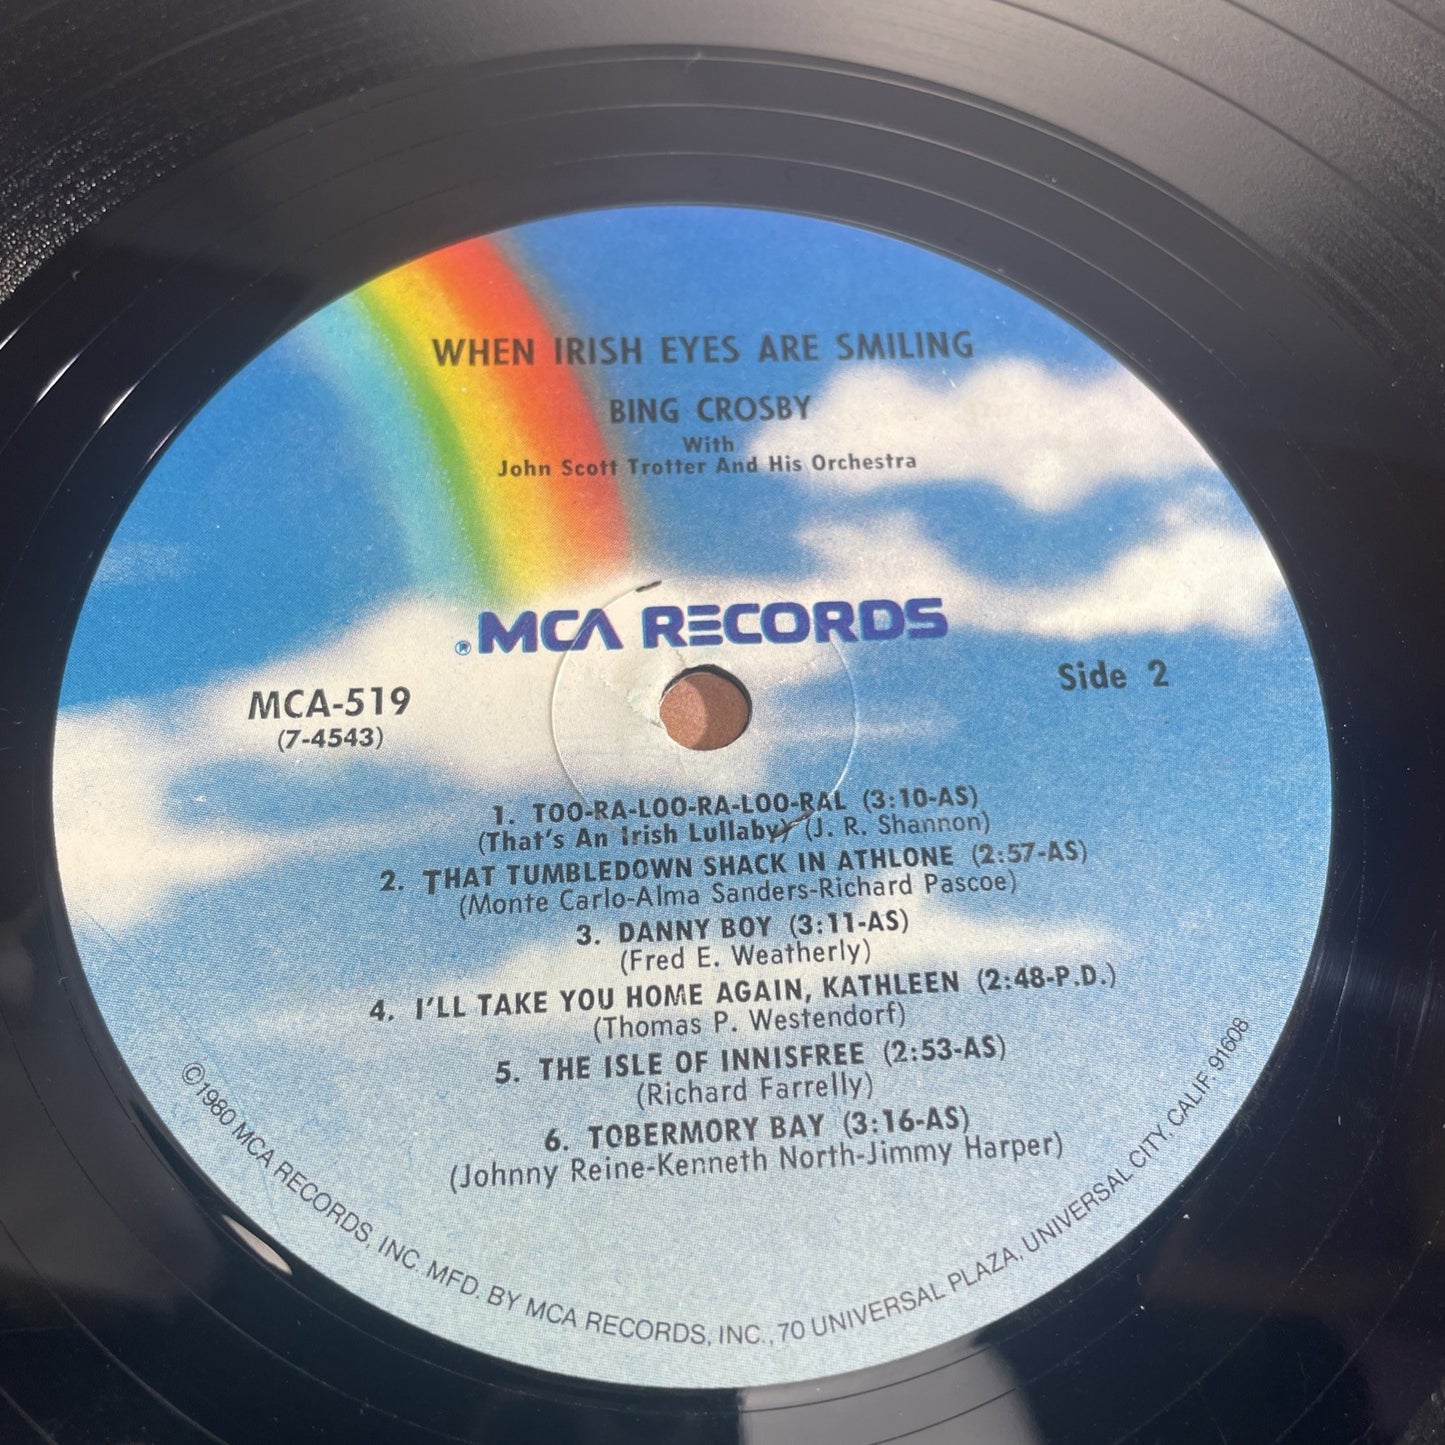 WHEN IRISH EYES ARE SMILING
BING CROSBY
With
John Scott Trotter And His Orchestra
® MCA RECORDS
MCA-519
(7-4543)
Side 2
1. TOO-RA-LOO-RA-LOO-RAL (3:10-AS)
(That's An Irish Lullaby) (J. R. Shannon)
2. THAT TUMBLEDOWN SHACK IN ATHLONE (2:57-AS)
(Monte Carlo-Alma Sanders-Richard Pascoe)
3. DANNY BOY (3:11-AS)
(Fred E. Weatherly)
4. I'LL TAKE YOU HOME AGAIN, KATHLEEN (2:48-P.D.)
(Thomas P. Westendorf)
5. THE ISLE OF INNISFREE (2:53-AS)
(Richard Farrelly)
6. TOBERMORY BAY (3:16-AS)
(Johnny Reine-Kenneth North-Jimmy Harper)
©1980 MCA RECORDS, INC. MFD. BY MCA RECORDS, INC., 70 UNIVERSAL PLAZA, UNIVERSAL CITY, CALIF. 91608